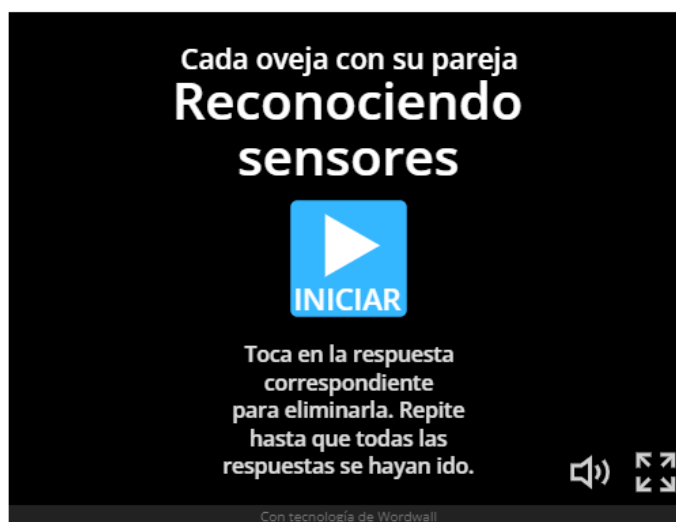 Cada oveja con su pareja
Reconociendo
sensores
INICIAR
Toca en la respuesta
correspondiente
para eliminarla. Repite
hasta que todas las
respuestas se hayan ido.
Con tecnología de Wordwall